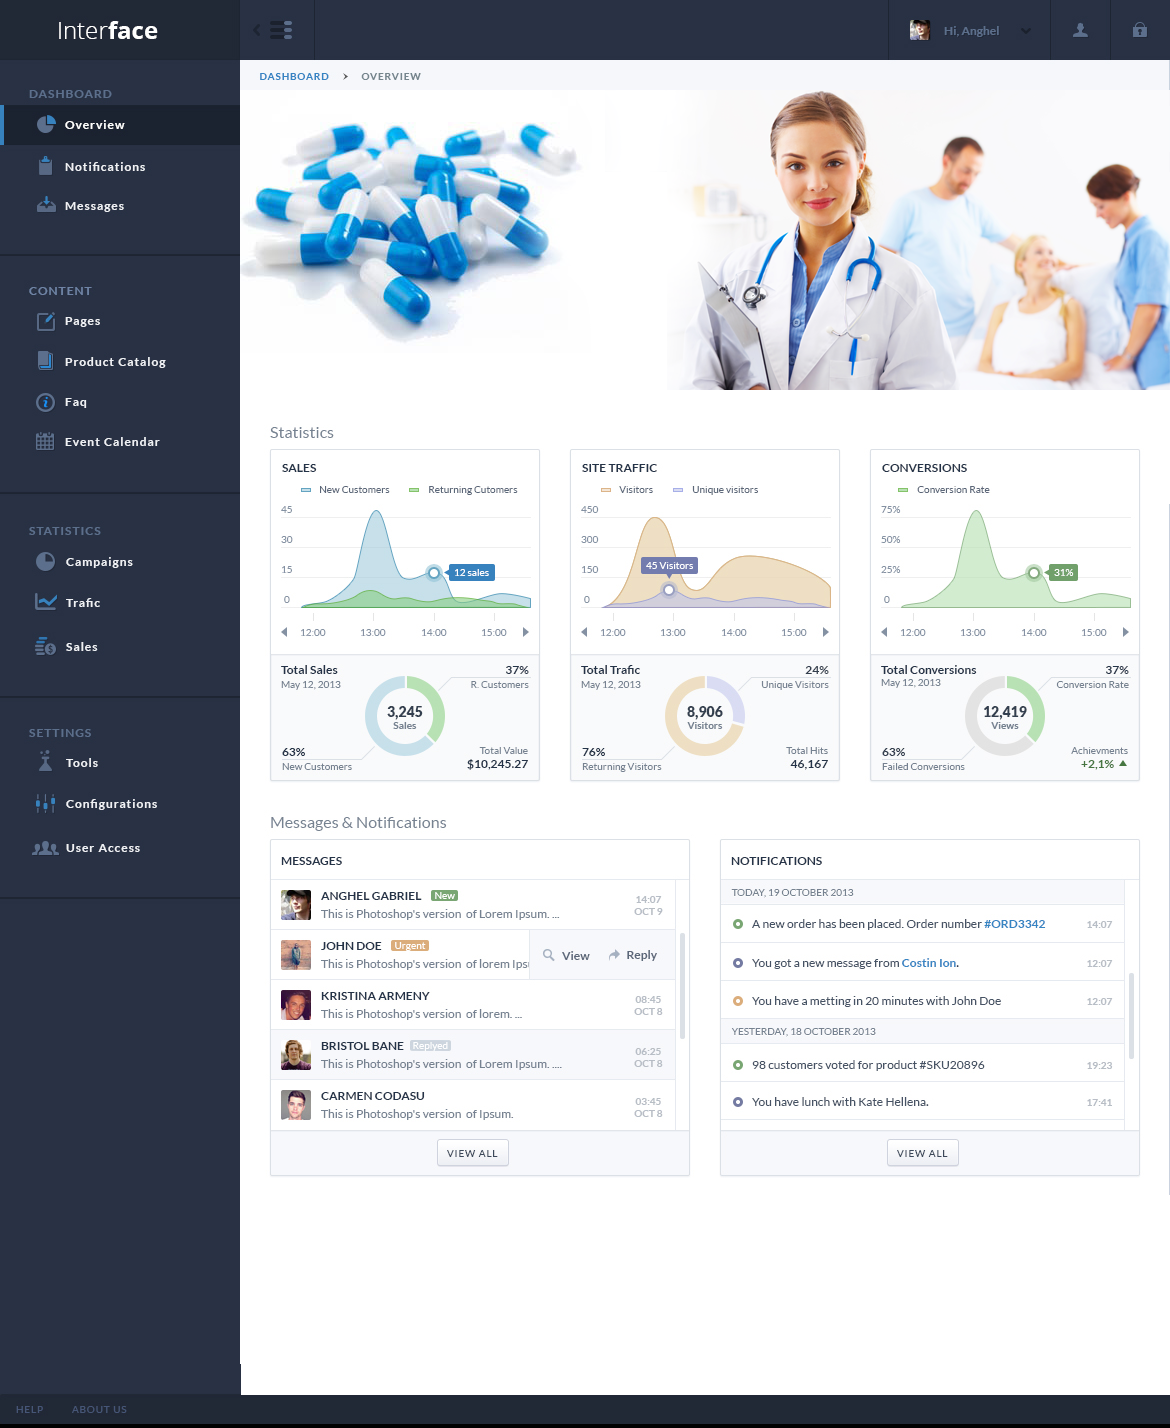 Interface
Hi, Anghel
DASHBOARD
Overview
Notifications
Messages
CONTENT
Pages
Product Catalog
Faq
Event Calendar
STATISTICS
Campaigns
Trafic
Sales
SETTINGS
Tools
Configurations
User Access
DASHBOARD > OVERVIEW
Statistics
SALES
New Customers Returning Cutomers
45
30
15
0
12 sales
12:00 13:00 14:00 15:00
Total Sales 37%
May 12, 2013 R. Customers
3,245
Sales
63% Total Value
New Customers $10,245.27
SITE TRAFFIC
Visitors Unique visitors
450
300
150
0
45 Visitors
12:00 13:00 14:00 15:00
Total Trafic 24%
May 12, 2013 Unique Visitors
8,906
Visitors
76% Total Hits
Returning Visitors 46,167
CONVERSIONS
Conversion Rate
75%
50%
25%
0
31%
12:00 13:00 14:00 15:00
Total Conversions 37%
May 12, 2013 Conversion Rate
12,419
Views
63% Achievments
Failed Conversions +2,1%
Messages & Notifications
MESSAGES
ANGHEL GABRIEL New 14:07
This is Photoshop's version of Lorem Ipsum. ... OCT 9
JOHN DOE Urgent
This is Photoshop's version of lorem Ips
View Reply
KRISTINA ARMENY 08:45
This is Photoshop's version of lorem. ... OCT 8
BRISTOL BANE Replyed 06:25
This is Photoshop's version of Lorem Ipsum. .... OCT 8
CARMEN CODASU 03:45
This is Photoshop's version of Ipsum. OCT 8
VIEW ALL
NOTIFICATIONS
TODAY, 19 OCTOBER 2013
A new order has been placed. Order number #ORD3342 14:07
You got a new message from Costin Ion. 12:07
You have a metting in 20 minutes with John Doe 12:07
YESTERDAY, 18 OCTOBER 2013
98 customers voted for product #SKU20896 19:23
You have lunch with Kate Hellena. 17:41
VIEW ALL
HELP ABOUT US